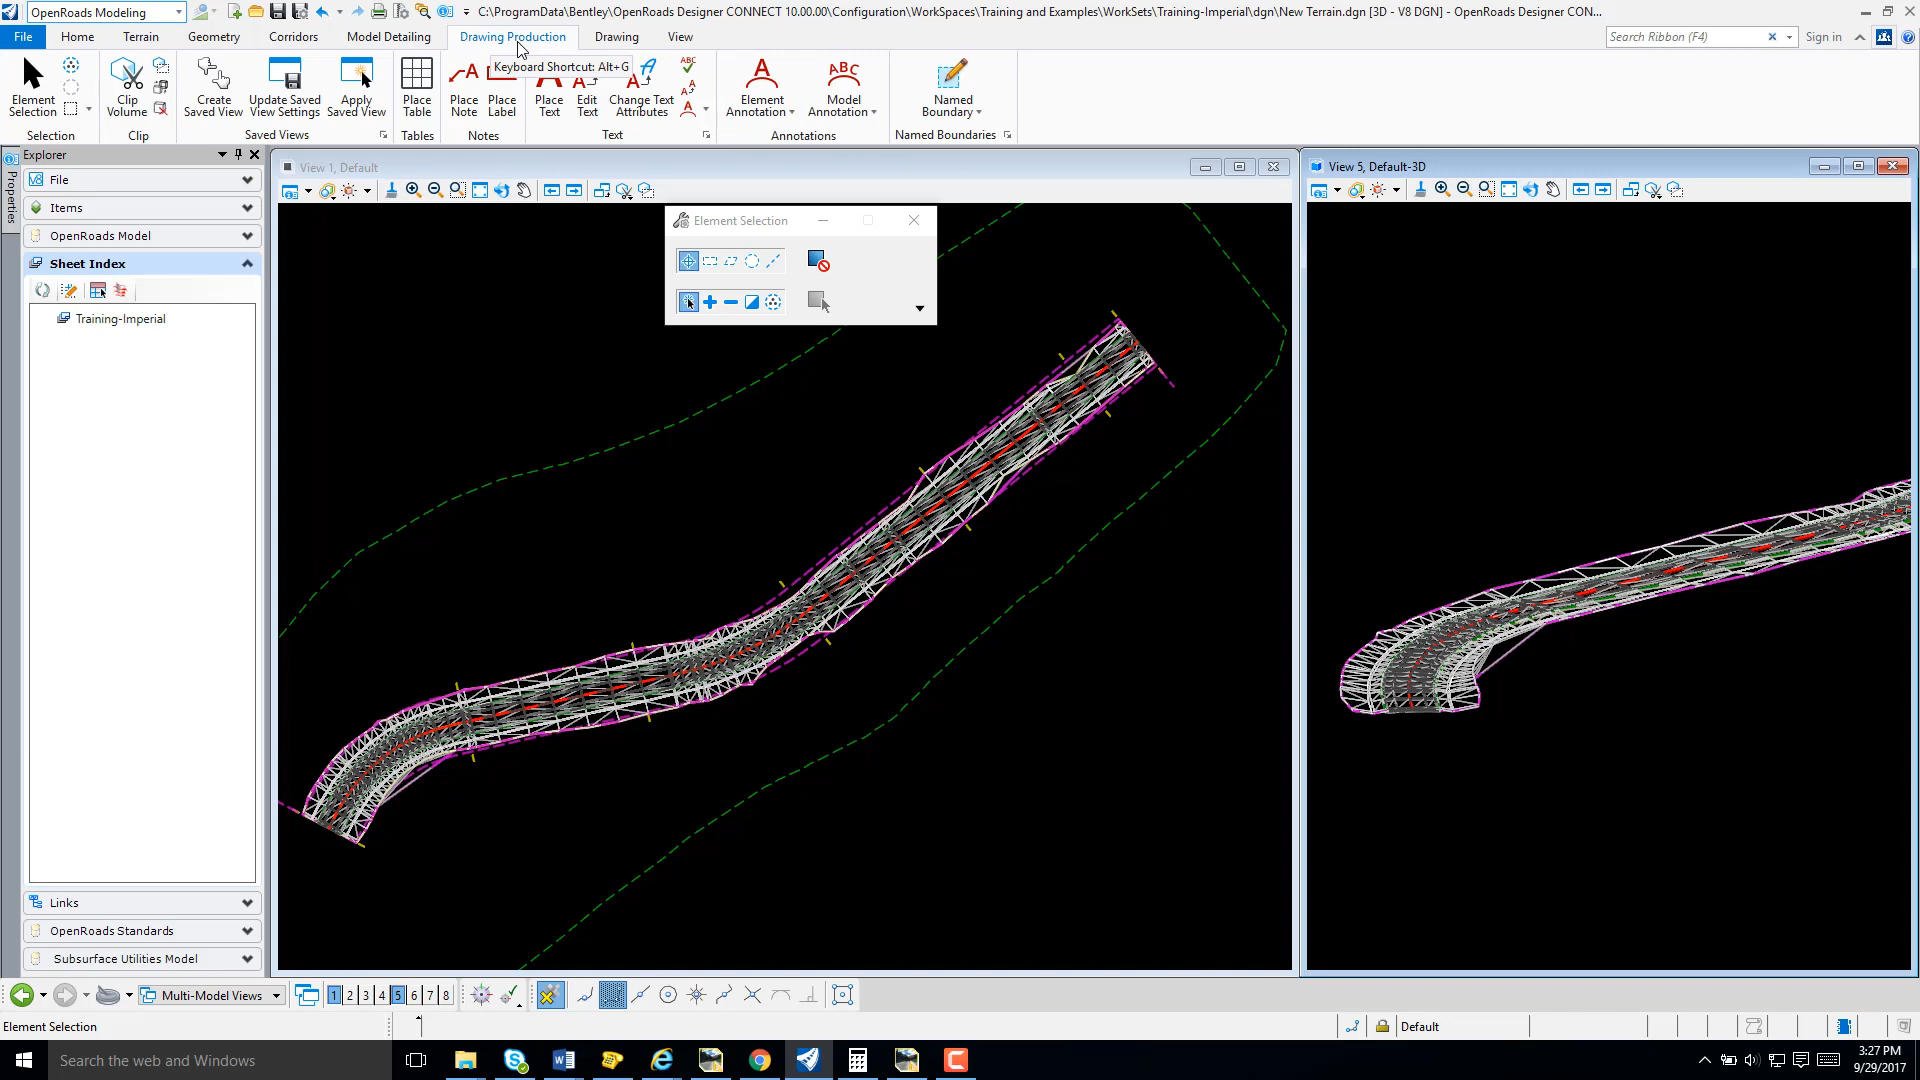 OpenRoads Modeling
C:\ProgramData\Bentley\OpenRoads Designer CONNECT 10.00.00\Configuration\WorkSpaces\Training and Examples\WorkSets\Training-Imperial\dgn\New Terrain.dgn [3D - V8 DGN] - OpenRoads Designer CON...
File Home Terrain Geometry Corridors Model Detailing Drawing Production Drawing View
Search Ribbon (F4)
Sign in
Keyboard Shortcut: Alt+G
Element Selection
Clip Volume
Create Saved View
Update Saved View Settings
Apply Saved View
Place Table
Place Note
Place Label
Place Text
Edit Text
Change Text Attributes
Element Annotation
Model Annotation
Named Boundary
Selection Clip Saved Views Tables Notes Text Annotations Named Boundaries
Explorer
Properties
File
Items
OpenRoads Model
Sheet Index
Training-Imperial
Links
OpenRoads Standards
Subsurface Utilities Model
View 1, Default
Element Selection
View 5, Default-3D
Multi-Model Views
1 2 3 4 5 6 7 8
Element Selection
Default
Search the web and Windows
3:27 PM
9/29/2017